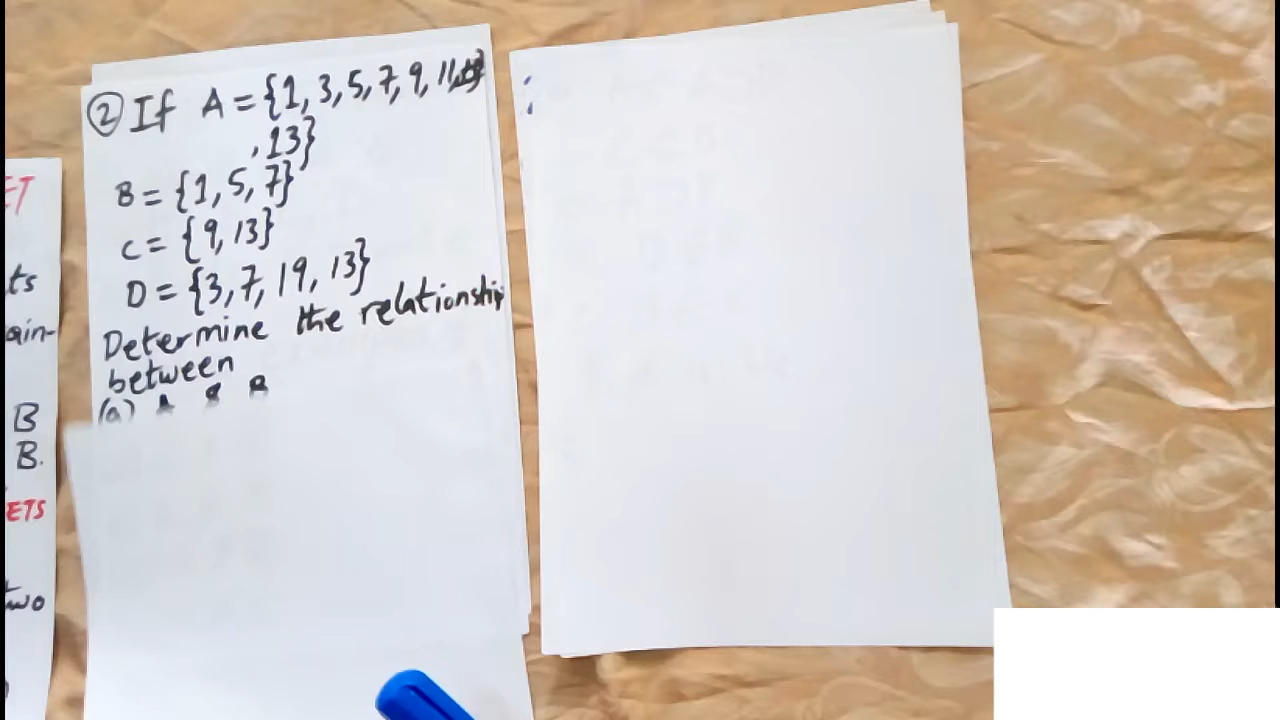 ET
ts
ain-
B
B.
ETS
two
② If A = {1, 3, 5, 7, 9, 11
, 13}
B = {1, 5, 7}
C = {9, 13}
D = {3, 7, 19, 13}
Determine the relationship
between
(a) A & B